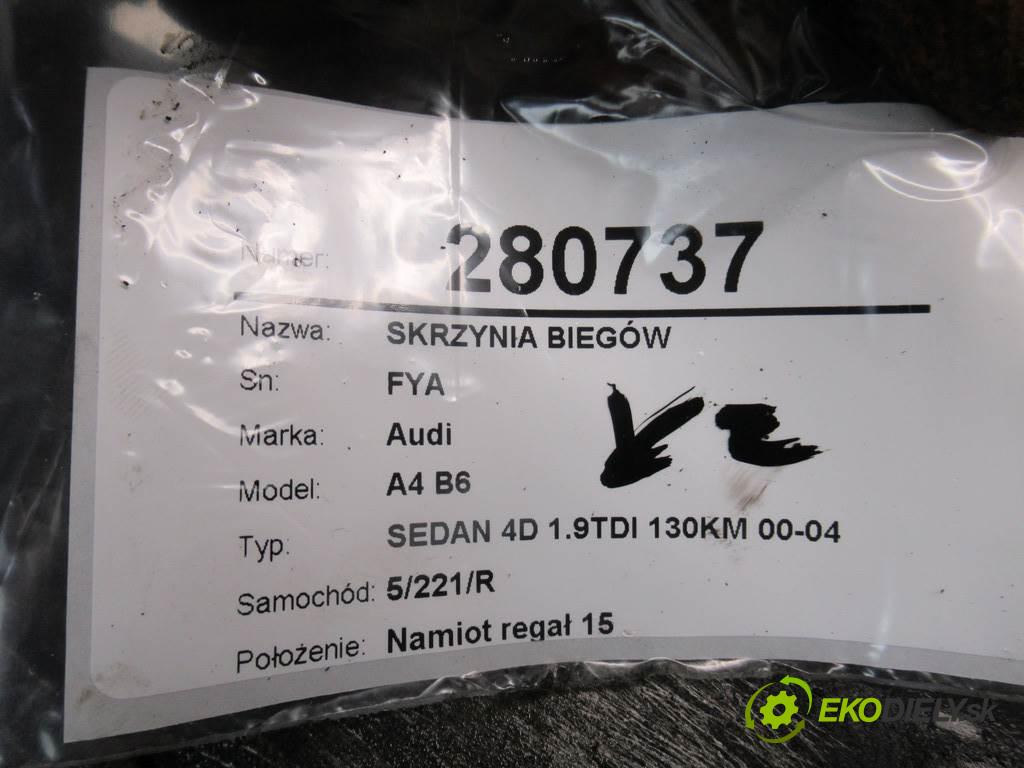 Numer: 280737
Nazwa: SKRZYNIA BIEGÓW
Sn: FYA
Marka: Audi
Model: A4 B6
Typ: SEDAN 4D 1.9TDI 130KM 00-04
Samochód: 5/221/R
Położenie: Namiot regał 15
EKODIELY.sk